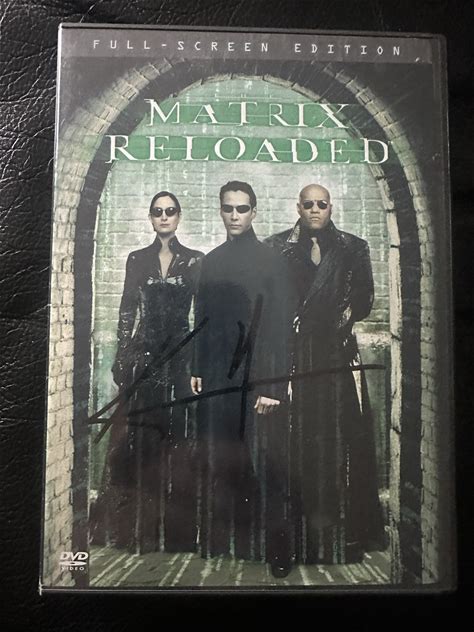 FULL-SCREEN EDITION
MATRIX
RELOADED
DVD
VIDEO